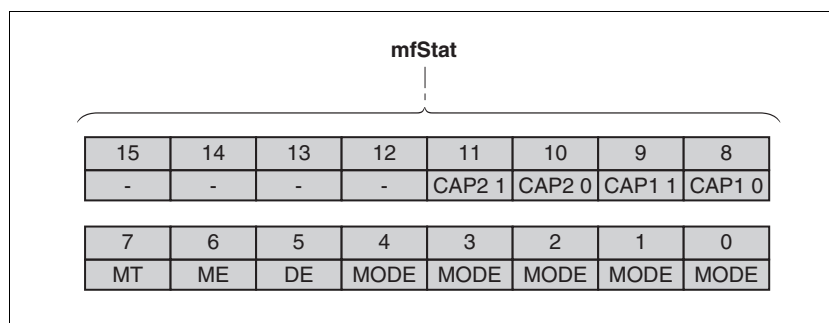 mfStat
15 14 13 12 11 10 9 8
- - - - CAP2 1 CAP2 0 CAP1 1 CAP1 0
7 6 5 4 3 2 1 0
MT ME DE MODE MODE MODE MODE MODE